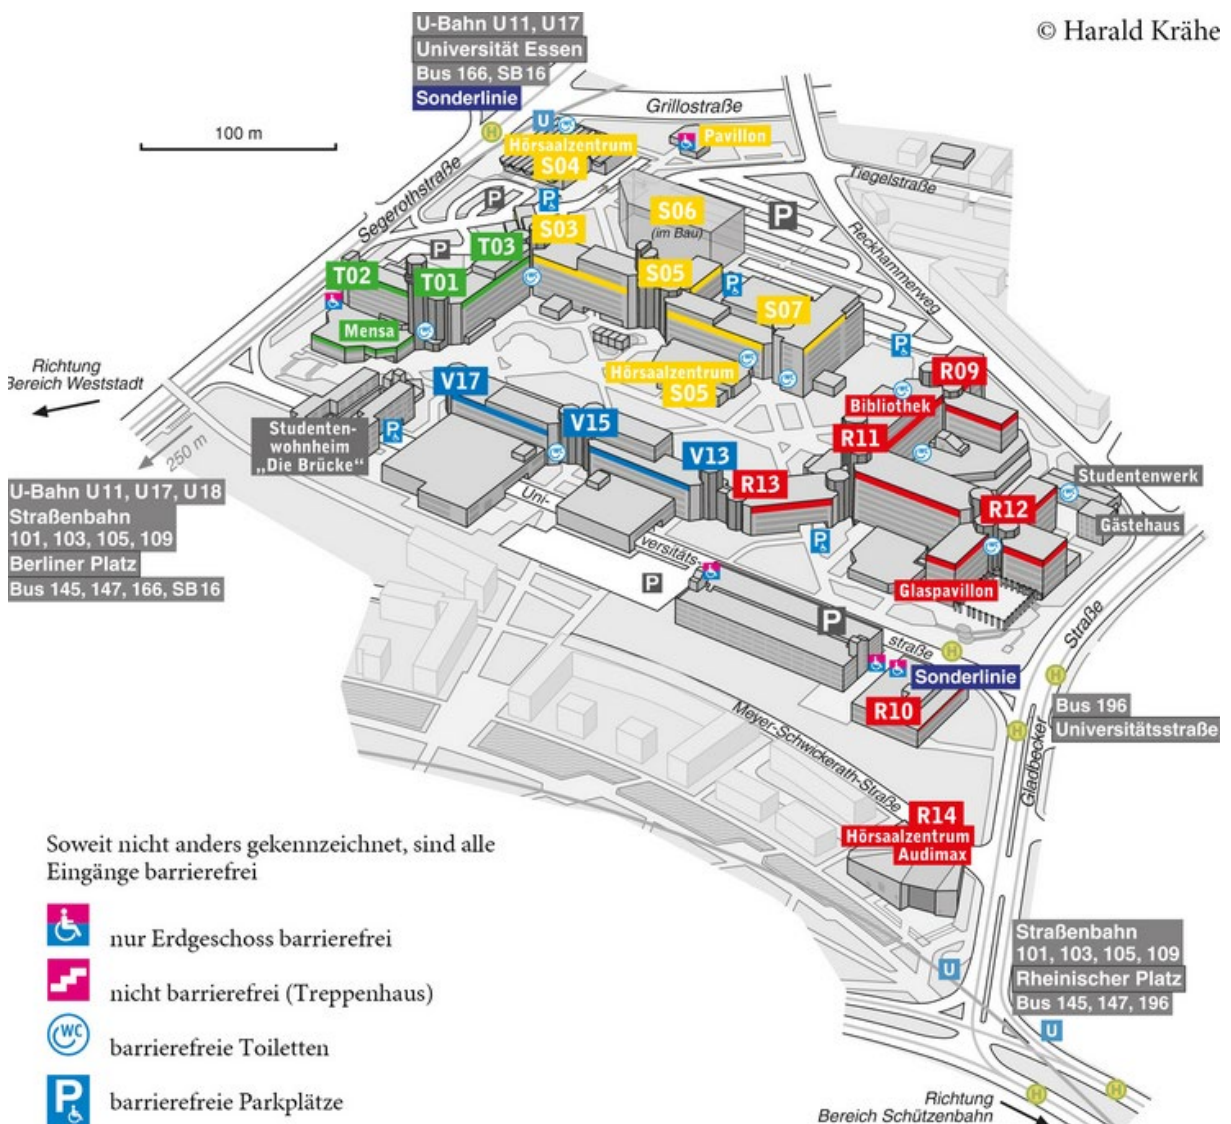 U-Bahn U11, U17
Universität Essen
Bus 166, SB16
Sonderlinie
© Harald Krähe
100 m
Grillostraße
U
H
Hörsaalzentrum
S04
Pavillon
Segerothstraße
Tiegelstraße
P
P
S06
(im Bau)
P
Reckhammerweg
S03
T03
P
T02
T01
S05
P
S07
Mensa
Richtung
Bereich Weststadt
V17
Hörsaalzentrum
S05
P
R09
Bibliothek
V15
R11
Studenten-
wohnheim
„Die Brücke“
P
250 m
V13
R13
Studentenwerk
U-Bahn U11, U17, U18
Straßenbahn
101, 103, 105, 109
Berliner Platz
Bus 145, 147, 166, SB16
Uni-
versitäts-
straße
R12
Gästehaus
P
P
Glaspavillon
P
H
Sonderlinie
H
R10
Bus 196
Universitätsstraße
H
Gladbecker
Straße
Meyer-Schwickerath-Straße
R14
Hörsaalzentrum
Audimax
Soweit nicht anders gekennzeichnet, sind alle
Eingänge barrierefrei
nur Erdgeschoss barrierefrei
nicht barrierefrei (Treppenhaus)
WC
barrierefreie Toiletten
P
barrierefreie Parkplätze
Straßenbahn
101, 103, 105, 109
Rheinischer Platz
Bus 145, 147, 196
U
U
H
H
Richtung
Bereich Schützenbahn